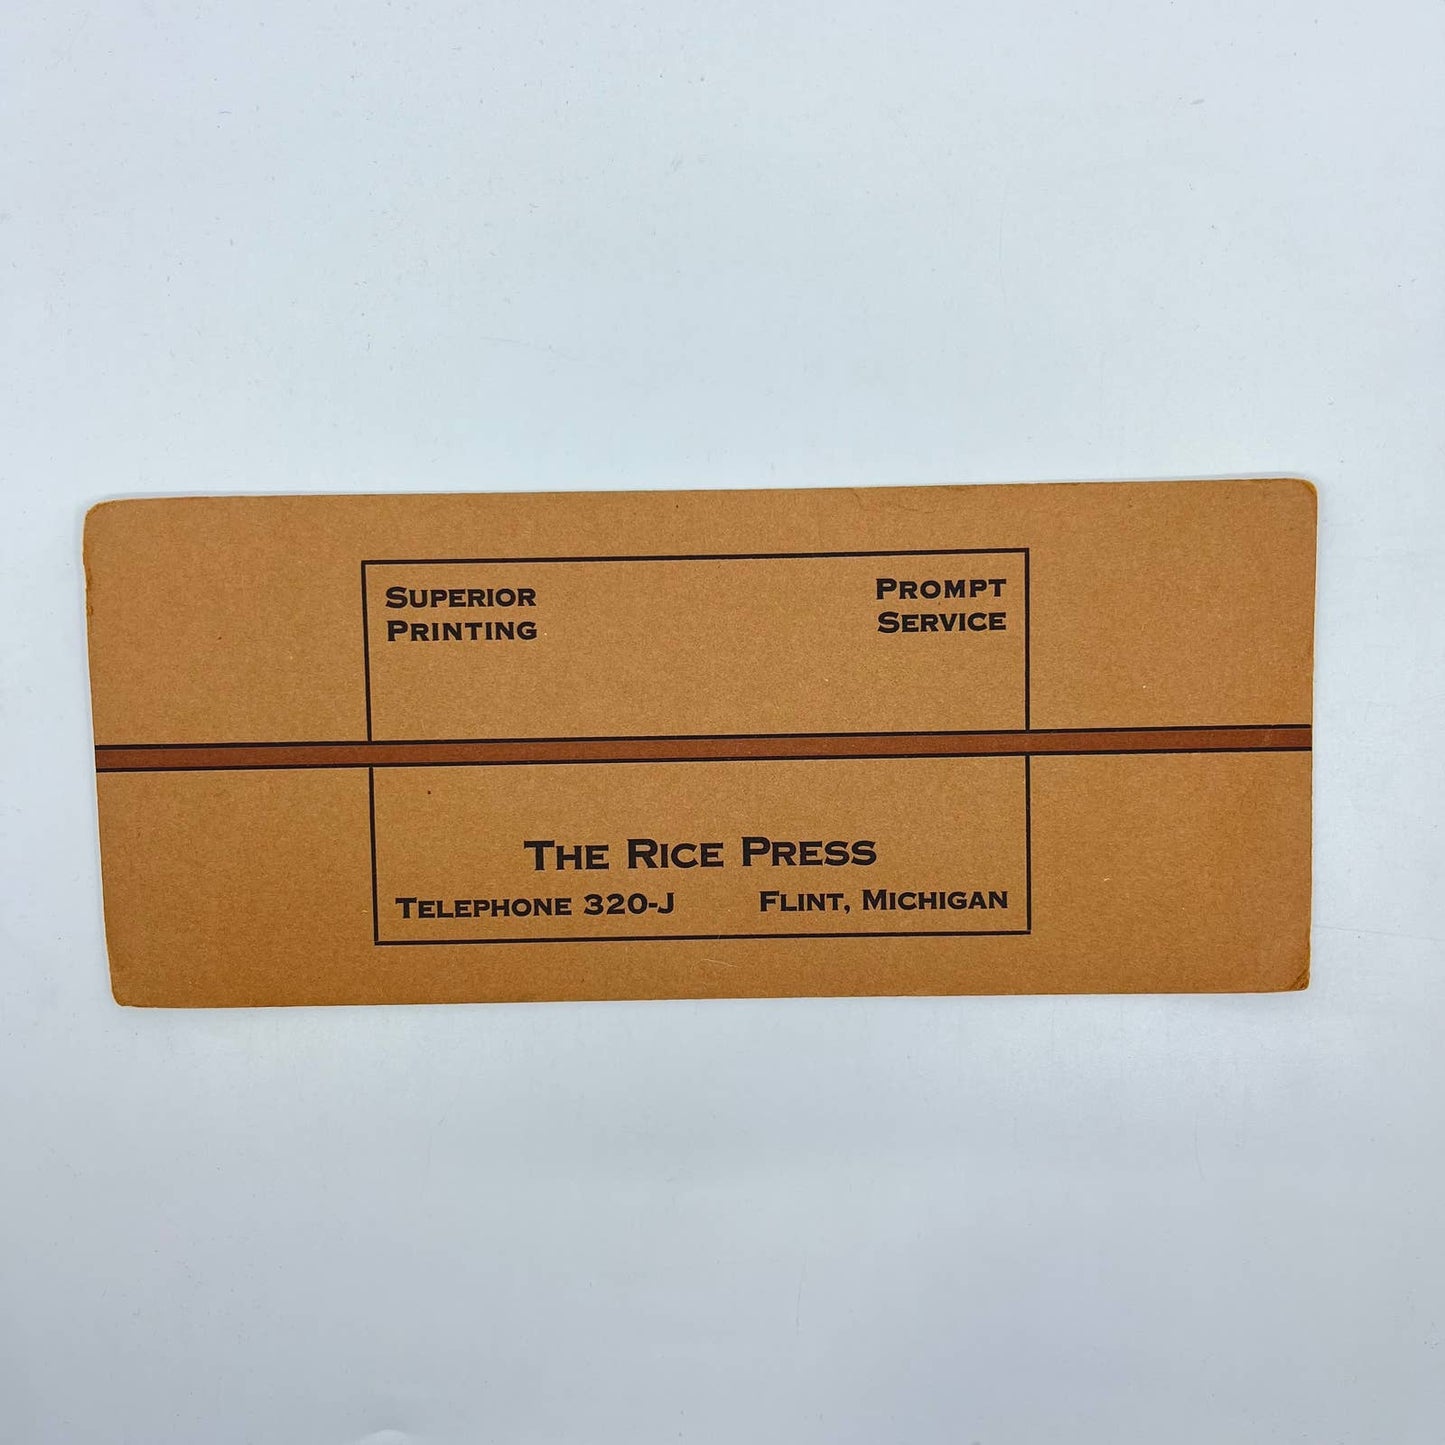 Superior
Printing
Prompt
Service
The Rice Press
Telephone 320-J
Flint, Michigan